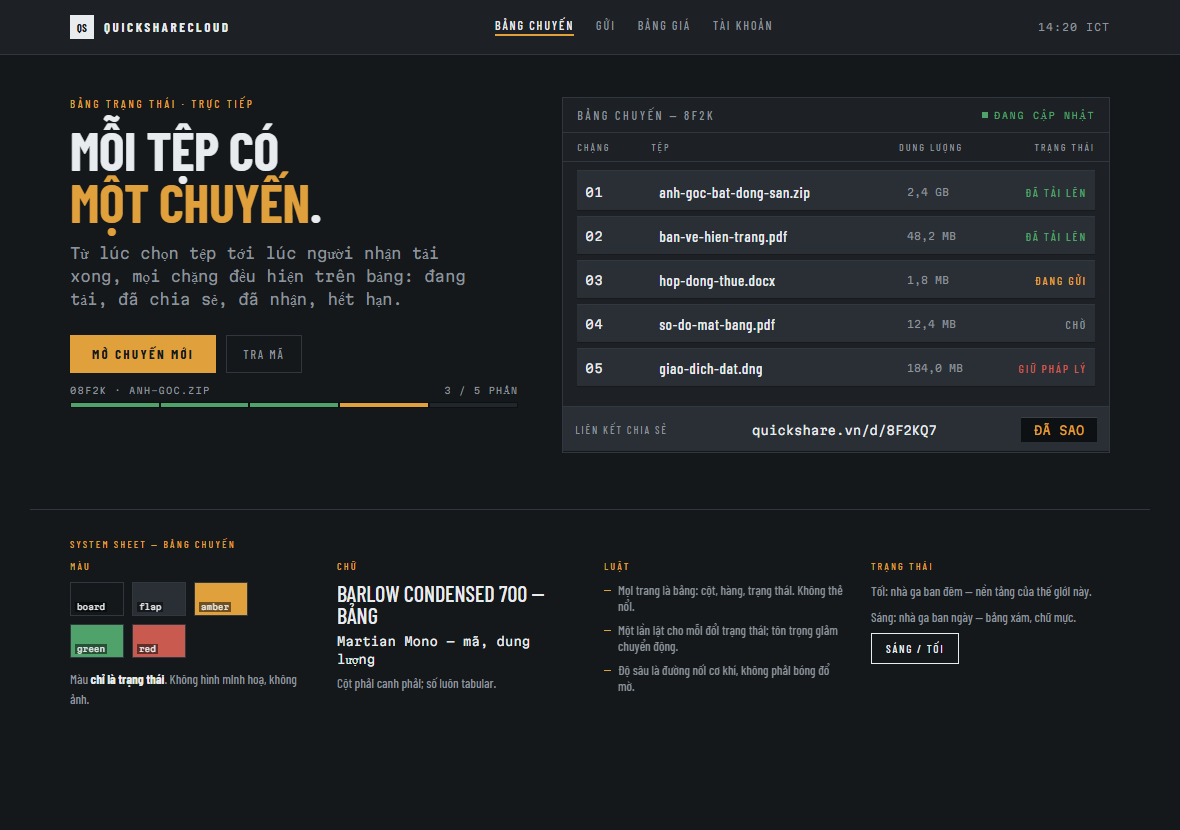 QS QUICKSHARECLOUD
BẢNG CHUYẾN GỬI BẢNG GIÁ TÀI KHOẢN
14:20 ICT
BẢNG TRẠNG THÁI · TRỰC TIẾP
MỖI TỆP CÓ
MỘT CHUYẾN.
Từ lúc chọn tệp tới lúc người nhận tải
xong, mọi chặng đều hiện trên bảng: đang
tải, đã chia sẻ, đã nhận, hết hạn.
MỞ CHUYẾN MỚI
TRA MÃ
08F2K · ANH-GOC.ZIP 3 / 5 PHẦN
BẢNG CHUYẾN — 8F2K ĐANG CẬP NHẬT
CHẶNG TỆP DUNG LƯỢNG TRẠNG THÁI
01 anh-goc-bat-dong-san.zip 2,4 GB ĐÃ TẢI LÊN
02 ban-ve-hien-trang.pdf 48,2 MB ĐÃ TẢI LÊN
03 hop-dong-thue.docx 1,8 MB ĐANG GỬI
04 so-do-mat-bang.pdf 12,4 MB CHỜ
05 giao-dich-dat.dng 184,0 MB GIỮ PHÁP LÝ
LIÊN KẾT CHIA SẺ quickshare.vn/d/8F2KQ7 ĐÃ SAO
SYSTEM SHEET — BẢNG CHUYẾN
MÀU
board flap amber
green red
Màu chỉ là trạng thái. Không hình minh hoạ, không
ảnh.
CHỮ
BARLOW CONDENSED 700 —
BẢNG
Martian Mono — mã, dung
lượng
Cột phải canh phải; số luôn tabular.
LUẬT
— Mọi trang là bảng: cột, hàng, trạng thái. Không thẻ
nổi.
— Một lần lật cho mỗi đổi trạng thái; tôn trọng giảm
chuyển động.
— Độ sâu là đường nối cơ khí, không phải bóng đổ
mờ.
TRẠNG THÁI
Tối: nhà ga ban đêm — nền tảng của thế giới này.
Sáng: nhà ga ban ngày — bảng xám, chữ mực.
SÁNG / TỐI